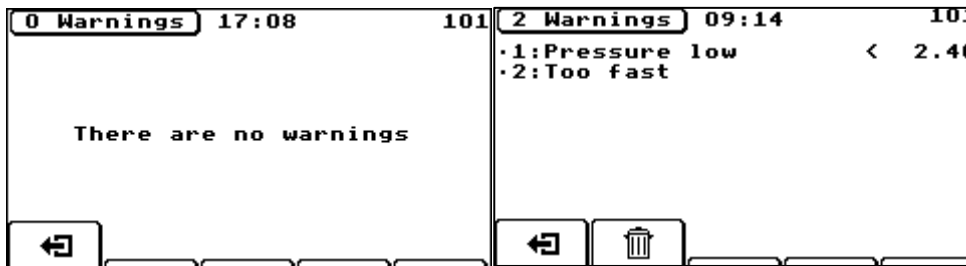 0 Warnings 17:08 101
There are no warnings
2 Warnings 09:14
·1:Pressure low <
·2:Too fast